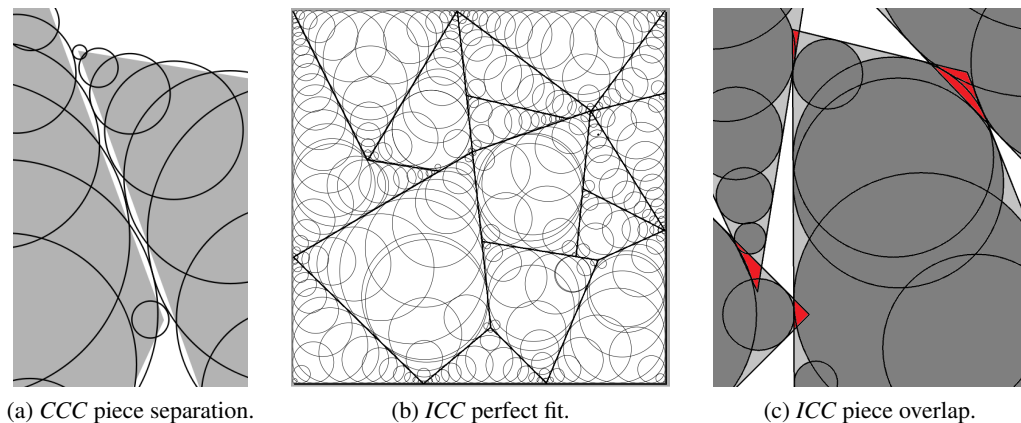 (a) CCC piece separation.
(b) ICC perfect fit.
(c) ICC piece overlap.